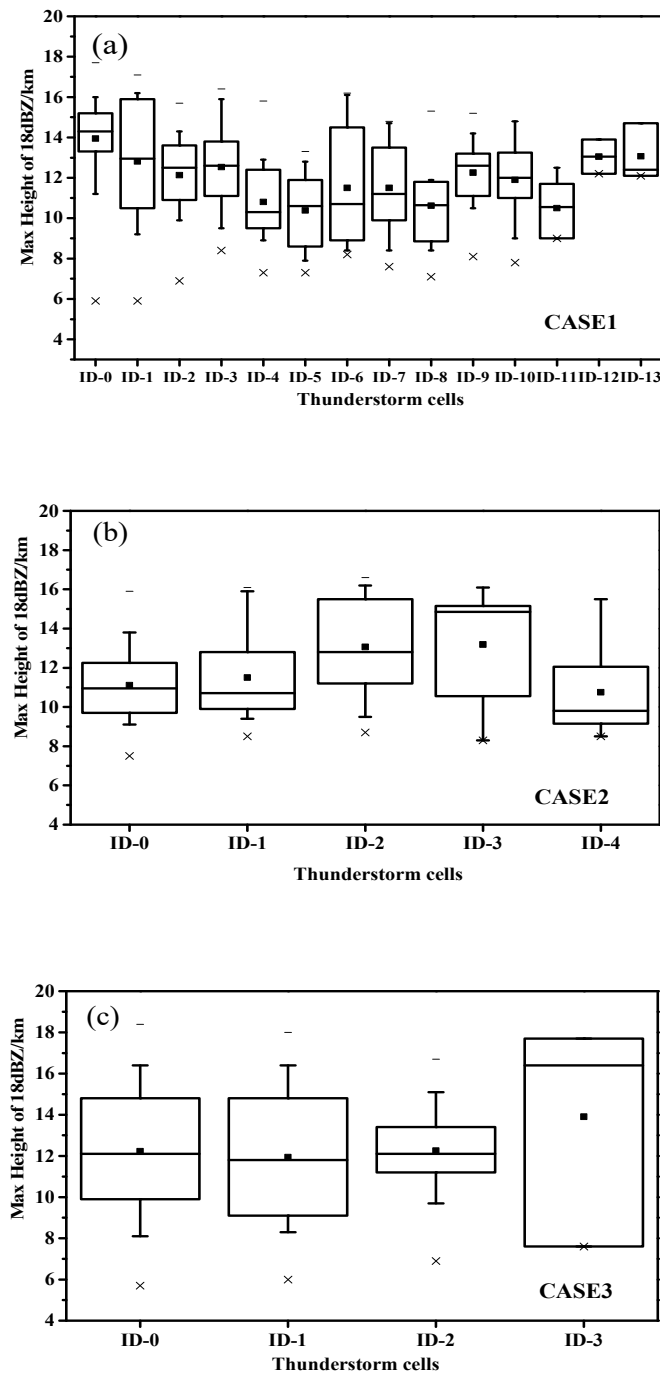 (a)
Max Height of 18dBZ/km
20
18
16
14
12
10
8
6
4
CASE1
ID-0 ID-1 ID-2 ID-3 ID-4 ID-5 ID-6 ID-7 ID-8 ID-9 ID-10 ID-11 ID-12 ID-13
Thunderstorm cells
(b)
Max Height of 18dBZ/km
20
18
16
14
12
10
8
6
4
CASE2
ID-0 ID-1 ID-2 ID-3 ID-4
Thunderstorm cells
(c)
Max Height of 18dBZ/km
20
18
16
14
12
10
8
6
4
CASE3
ID-0 ID-1 ID-2 ID-3
Thunderstorm cells